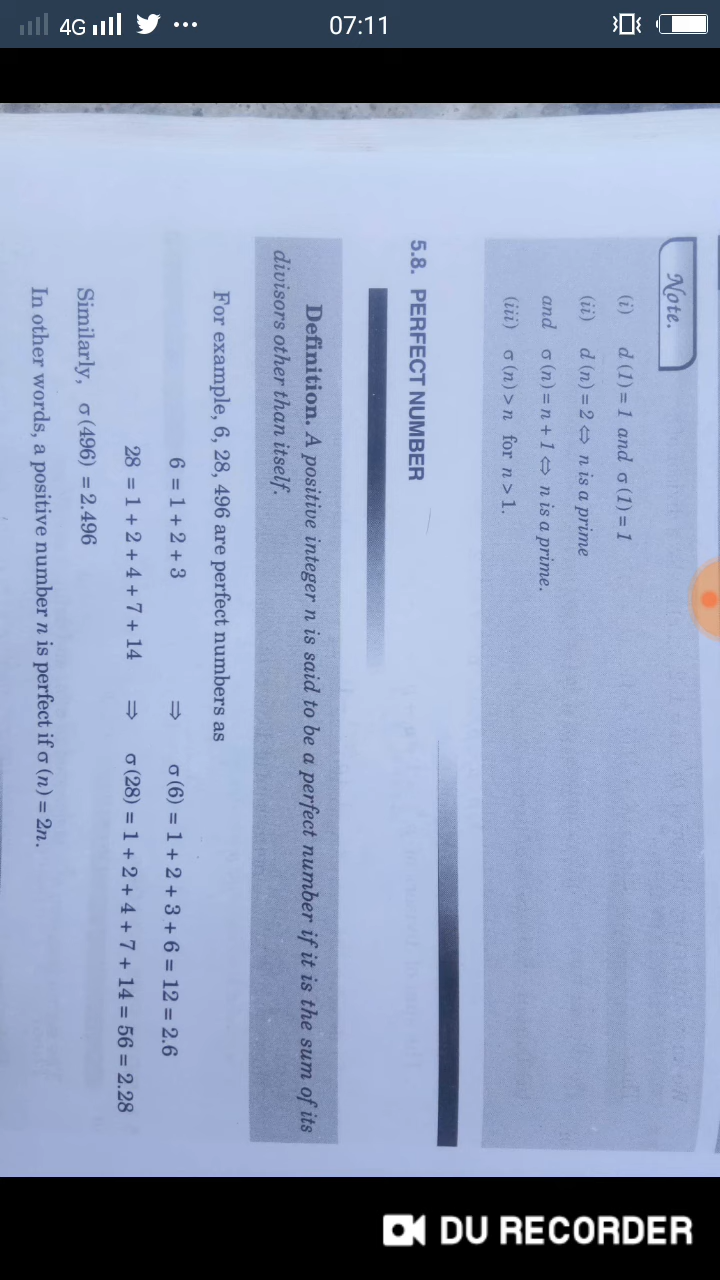 4G 07:11
Note.
(i) d (1) = 1 and σ (1) = 1
(ii) d (n) = 2 ⇔ n is a prime
and σ (n) = n + 1 ⇔ n is a prime.
(iii) σ (n) > n for n > 1.
5.8. PERFECT NUMBER
Definition. A positive integer n is said to be a perfect number if it is the sum of its
divisors other than itself.
For example, 6, 28, 496 are perfect numbers as
6 = 1 + 2 + 3 ⇒ σ (6) = 1 + 2 + 3 + 6 = 12 = 2.6
28 = 1 + 2 + 4 + 7 + 14 ⇒ σ (28) = 1 + 2 + 4 + 7 + 14 = 56 = 2.28
Similarly, σ (496) = 2.496
In other words, a positive number n is perfect if σ (n) = 2n.
DU RECORDER